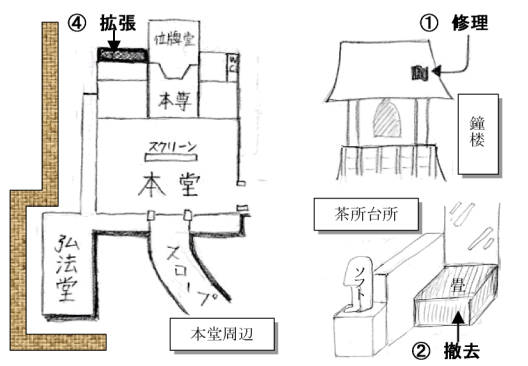 ④ 拡張
位牌堂
WC
本尊
スクリーン
本堂
弘法堂
スロープ
本堂周辺
① 修理
鐘楼
茶所台所
ソフト
畳
② 撤去